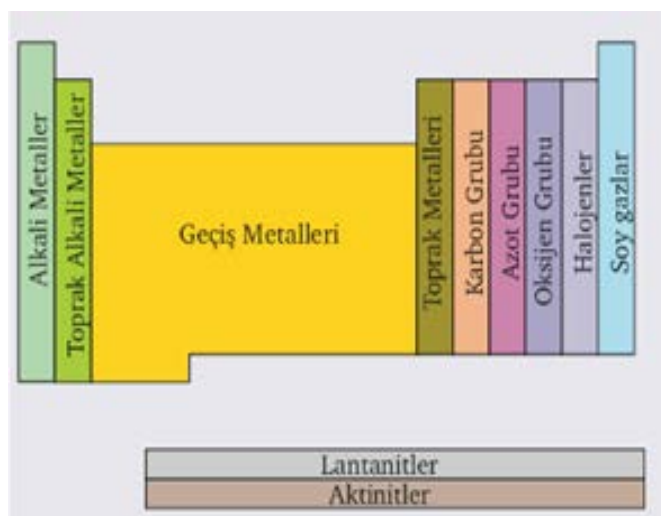 Alkali Metaller
Toprak Alkali Metaller
Geçiş Metalleri
Toprak Metalleri
Karbon Grubu
Azot Grubu
Oksijen Grubu
Halojenler
Soy gazlar
Lantanitler
Aktinitler